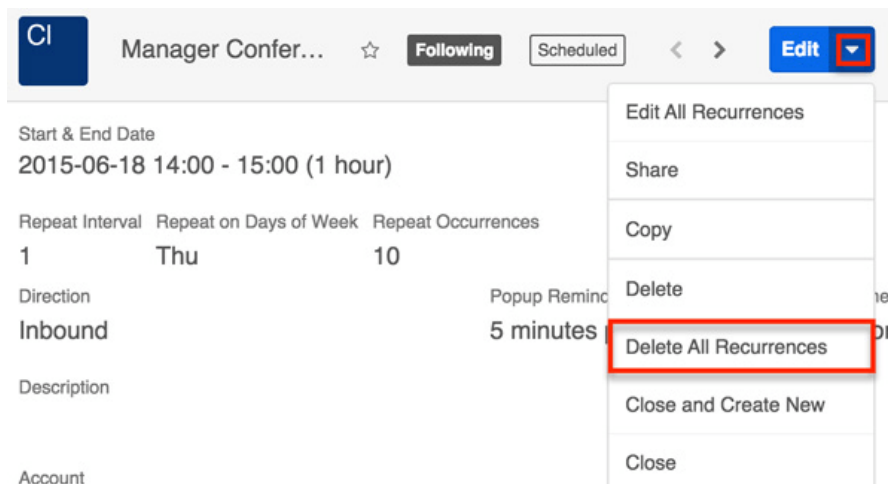 Cl
Manager Confer... Following Scheduled Edit
Edit All Recurrences
Start & End Date
2015-06-18 14:00 - 15:00 (1 hour)
Share
Repeat Interval Repeat on Days of Week Repeat Occurrences
Copy
1 Thu 10
Direction Popup Remind
Delete
Inbound 5 minutes
Delete All Recurrences
Description
Close and Create New
Close
Account